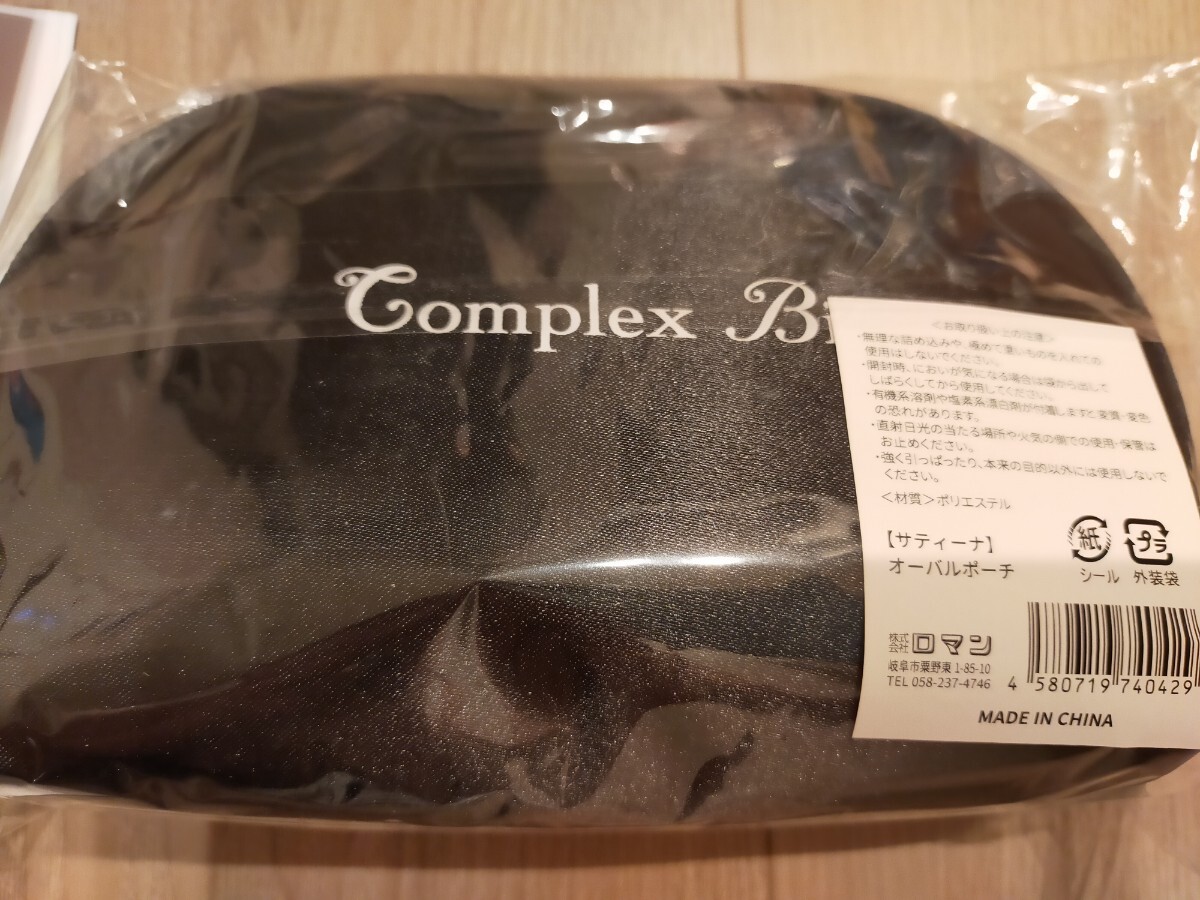 Complex Bi
＜お取り扱い上の注意＞
・無理な詰め込みや、極めて重いものを入れての
使用はしないでください。
・開封時、においが気になる場合は袋から出して
しばらくしてから使用してください。
・有機系溶剤や塩素系漂白剤が付着しますと変質・変色
の恐れがあります。
・直射日光の当たる場所や火気の側での使用・保管は
お止めください。
・強く引っぱったり、本来の目的以外には使用しないで
ください。
＜材質＞ポリエステル
【サティーナ】
オーバルポーチ
紙
プラ
シール 外装袋
株式会社ロマン
岐阜市粟野東 1-85-10
TEL 058-237-4746
4 580719 740429
MADE IN CHINA